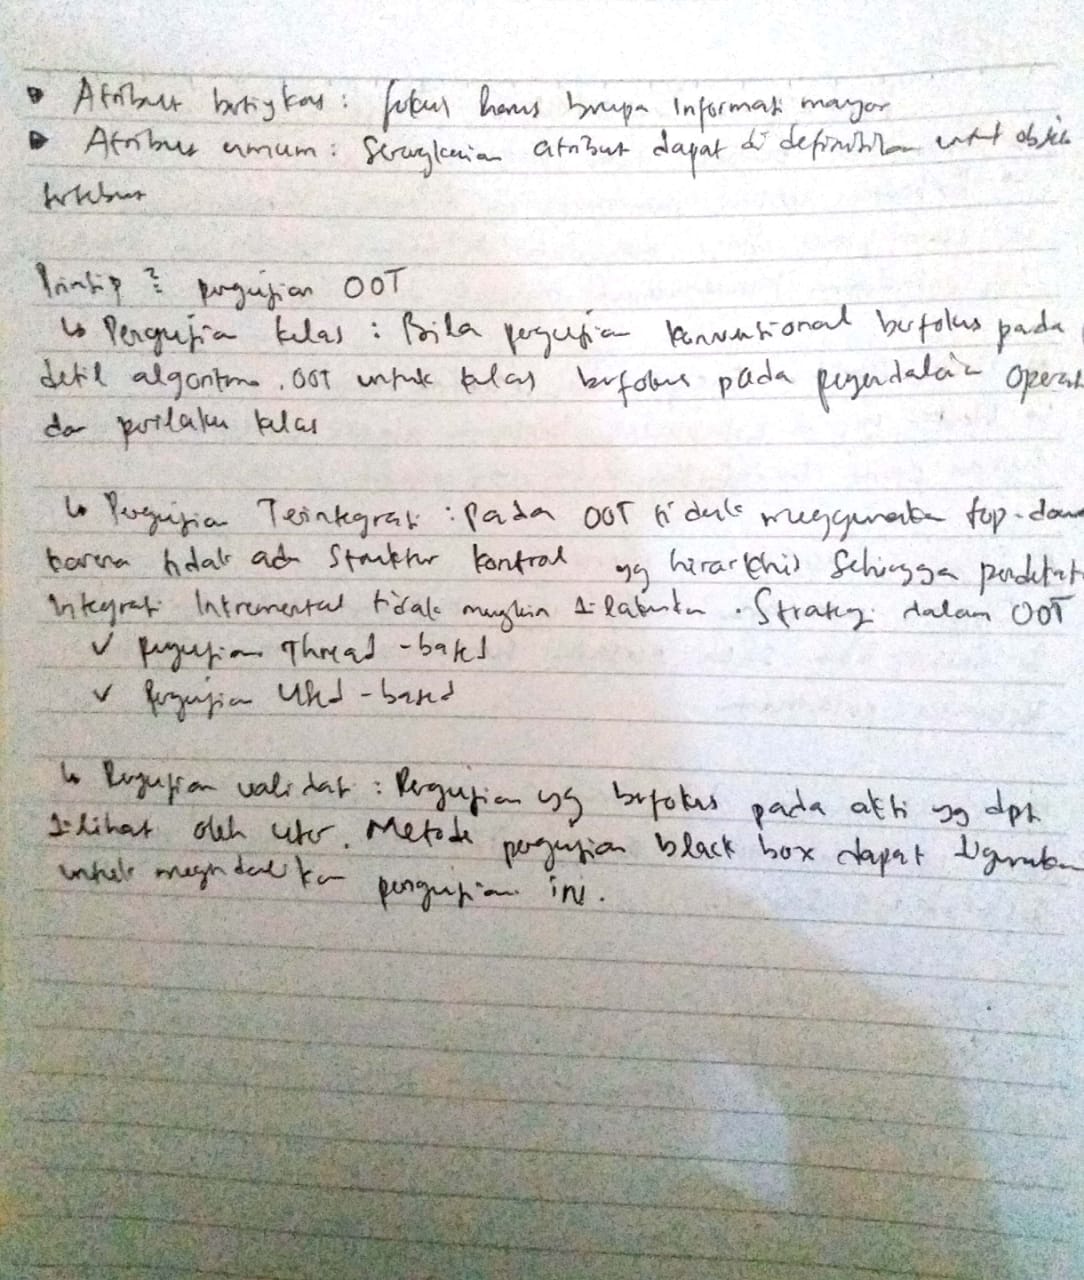 Atribut bertingkat : fokus harus berupa informasi mayor
Atribut umum : Serangkaian atribut dapat di definisikan untuk objek
tersebut
Prinsip² pengujian OOT
↳ Pengujian kelas : Bila pengujian konvensional berfokus pada
detil algoritma, OOT untuk kelas berfokus pada pengendalian operasi
dan perilaku kelas
↳ Pengujian Terintegrasi : pada OOT tidak menggunakan top-down
karena tidak ada struktur kontrol yg hirarkhis sehingga pendekatan
Integrasi Inkremental tidak mungkin dilakukan. Strategi dalam OOT
✓ pengujian Thread-based
✓ Pengujian Used-based
↳ Pengujian validasi : Pengujian yg berfokus pada aksi yg dpt
dilihat oleh user. Metode pengujian black box dapat digunakan
untuk pengujian ini.